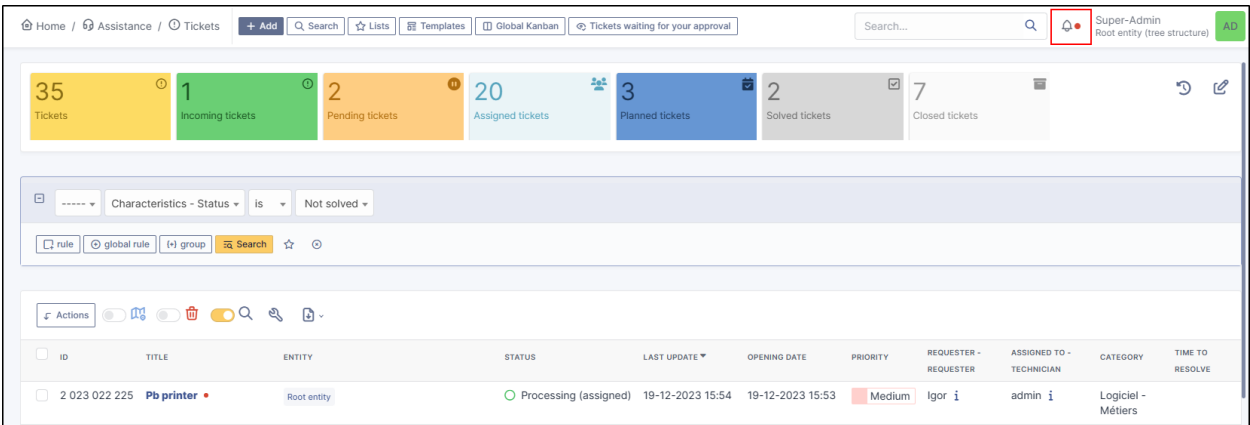 Home / Assistance / Tickets + Add Search Lists Templates Global Kanban Tickets waiting for your approval Search... Super-Admin AD
Root entity (tree structure)
35 1 2 20 3 2 7
Tickets Incoming tickets Pending tickets Assigned tickets Planned tickets Solved tickets Closed tickets
----- Characteristics - Status is Not solved
rule global rule (+) group Search
Actions
ID TITLE ENTITY STATUS LAST UPDATE OPENING DATE PRIORITY REQUESTER - ASSIGNED TO - CATEGORY TIME TO
REQUESTER TECHNICIAN RESOLVE
2 023 022 225 Pb printer Root entity Processing (assigned) 19-12-2023 15:54 19-12-2023 15:53 Medium Igor i admin i Logiciel -
Métiers